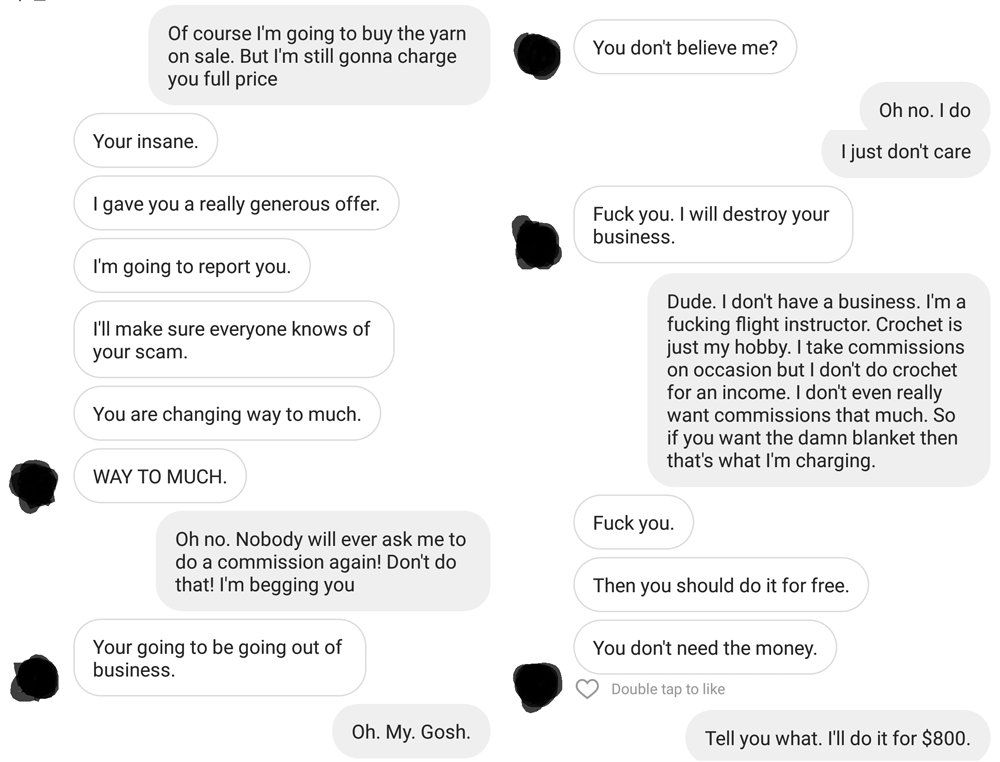 Of course I'm going to buy the yarn
on sale. But I'm still gonna charge
you full price
Your insane.
I gave you a really generous offer.
I'm going to report you.
I'll make sure everyone knows of
your scam.
You are changing way to much.
WAY TO MUCH.
Oh no. Nobody will ever ask me to
do a commission again! Don't do
that! I'm begging you
Your going to be going out of
business.
Oh. My. Gosh.
You don't believe me?
Oh no. I do
I just don't care
Fuck you. I will destroy your
business.
Dude. I don't have a business. I'm a
fucking flight instructor. Crochet is
just my hobby. I take commissions
on occasion but I don't do crochet
for an income. I don't even really
want commissions that much. So
if you want the damn blanket then
that's what I'm charging.
Fuck you.
Then you should do it for free.
You don't need the money.
Double tap to like
Tell you what. I'll do it for $800.